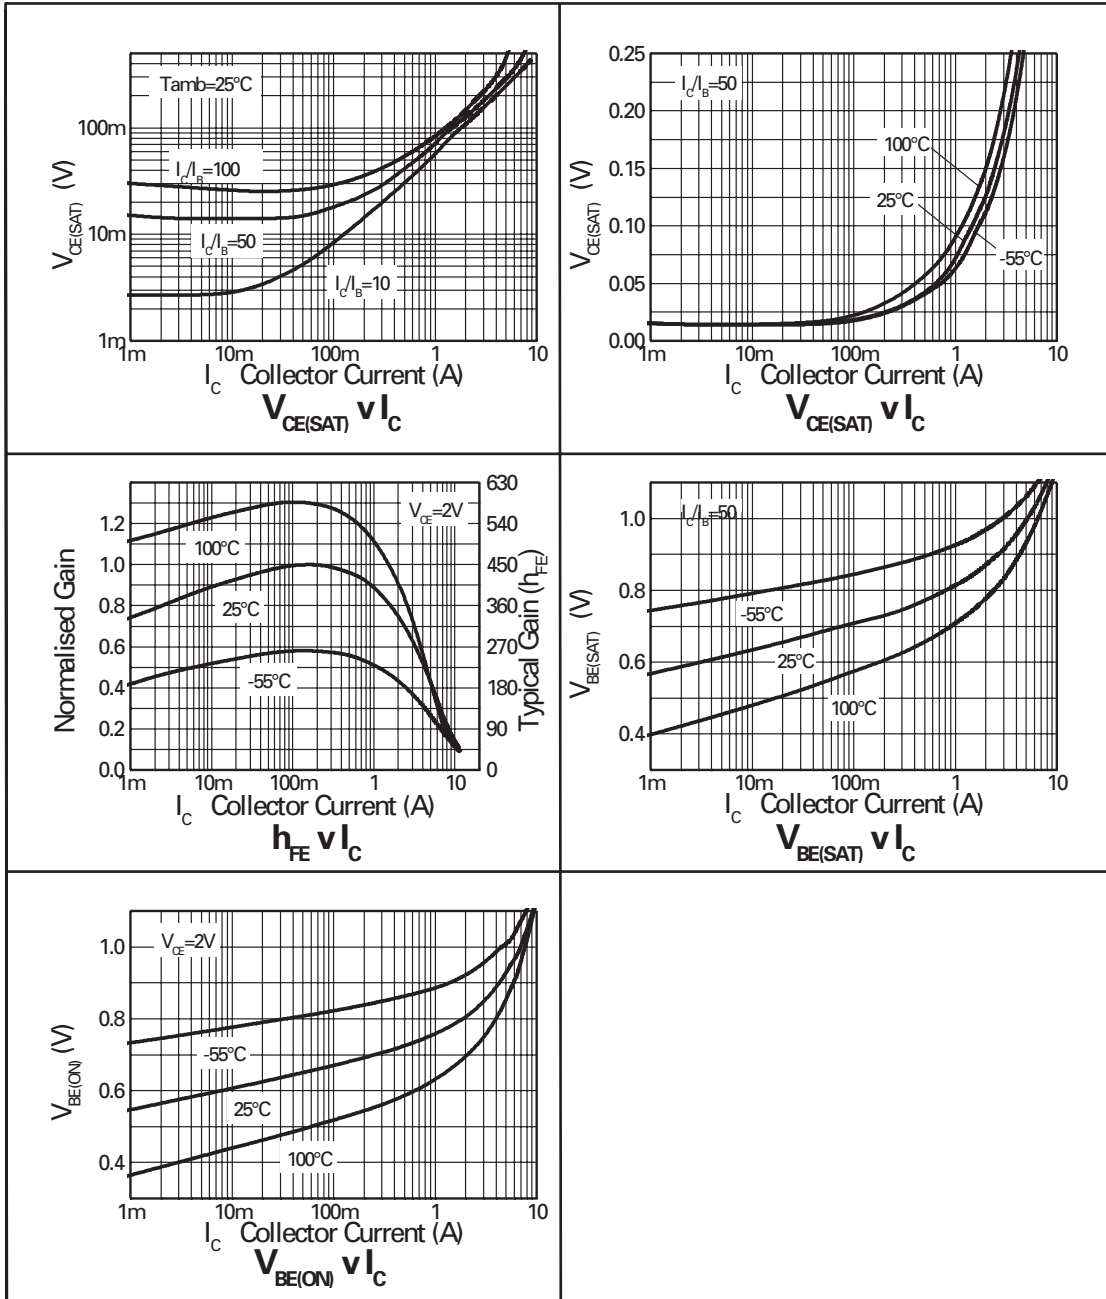 Tamb=25°C
100m
10m
1m
V_CE(SAT) (V)
I_C/I_B=100
I_C/I_B=50
I_C/I_B=10
1m 10m 100m 1 10
I_C Collector Current (A)
V_CE(SAT) v I_C
0.25
0.20
0.15
0.10
0.05
0.00
V_CE(SAT) (V)
I_C/I_B=50
100°C
25°C
-55°C
1m 10m 100m 1 10
I_C Collector Current (A)
V_CE(SAT) v I_C
1.2
1.0
0.8
0.6
0.4
0.2
0.0
Normalised Gain
V_CE=2V
100°C
25°C
-55°C
630
540
450
360
270
180
90
0
Typical Gain (h_FE)
1m 10m 100m 1 10
I_C Collector Current (A)
h_FE v I_C
1.0
0.8
0.6
0.4
V_BE(SAT) (V)
I_C/I_B=50
-55°C
25°C
100°C
1m 10m 100m 1 10
I_C Collector Current (A)
V_BE(SAT) v I_C
1.0
0.8
0.6
0.4
V_BE(ON) (V)
V_CE=2V
-55°C
25°C
100°C
1m 10m 100m 1 10
I_C Collector Current (A)
V_BE(ON) v I_C